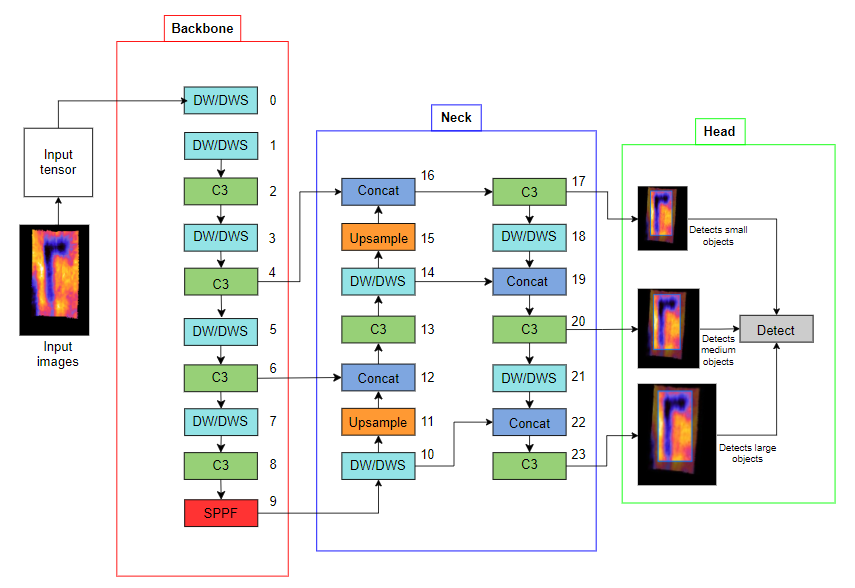 Backbone
DW/DWS 0
DW/DWS 1
C3 2
DW/DWS 3
C3 4
DW/DWS 5
C3 6
DW/DWS 7
C3 8
SPPF 9
Input
tensor
Input
images
Neck
Concat 16
Upsample 15
DW/DWS 14
C3 13
Concat 12
Upsample 11
DW/DWS 10
C3 17
DW/DWS 18
Concat 19
C3 20
DW/DWS 21
Concat 22
C3 23
Head
Detects small
objects
Detects
medium
objects
Detects large
objects
Detect